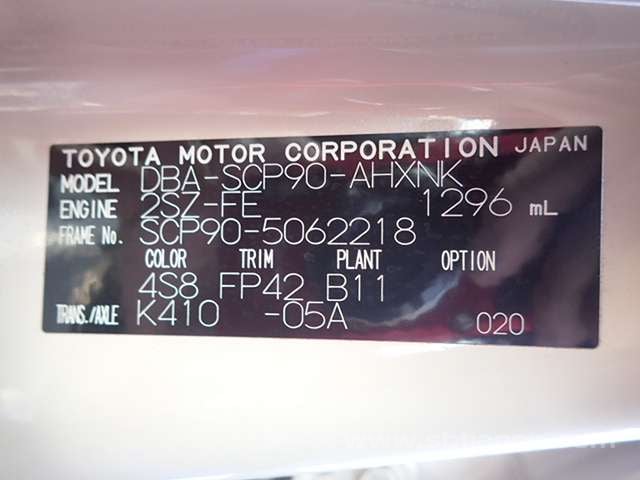 TOYOTA MOTOR CORPORATION JAPAN
MODEL DBA-SCP90-AHXNK
ENGINE 2SZ-FE 1296 mL
FRAME No. SCP90-5062218
COLOR TRIM PLANT OPTION
4S8 FP42 B11
TRANS./AXLE K410 -05A 020